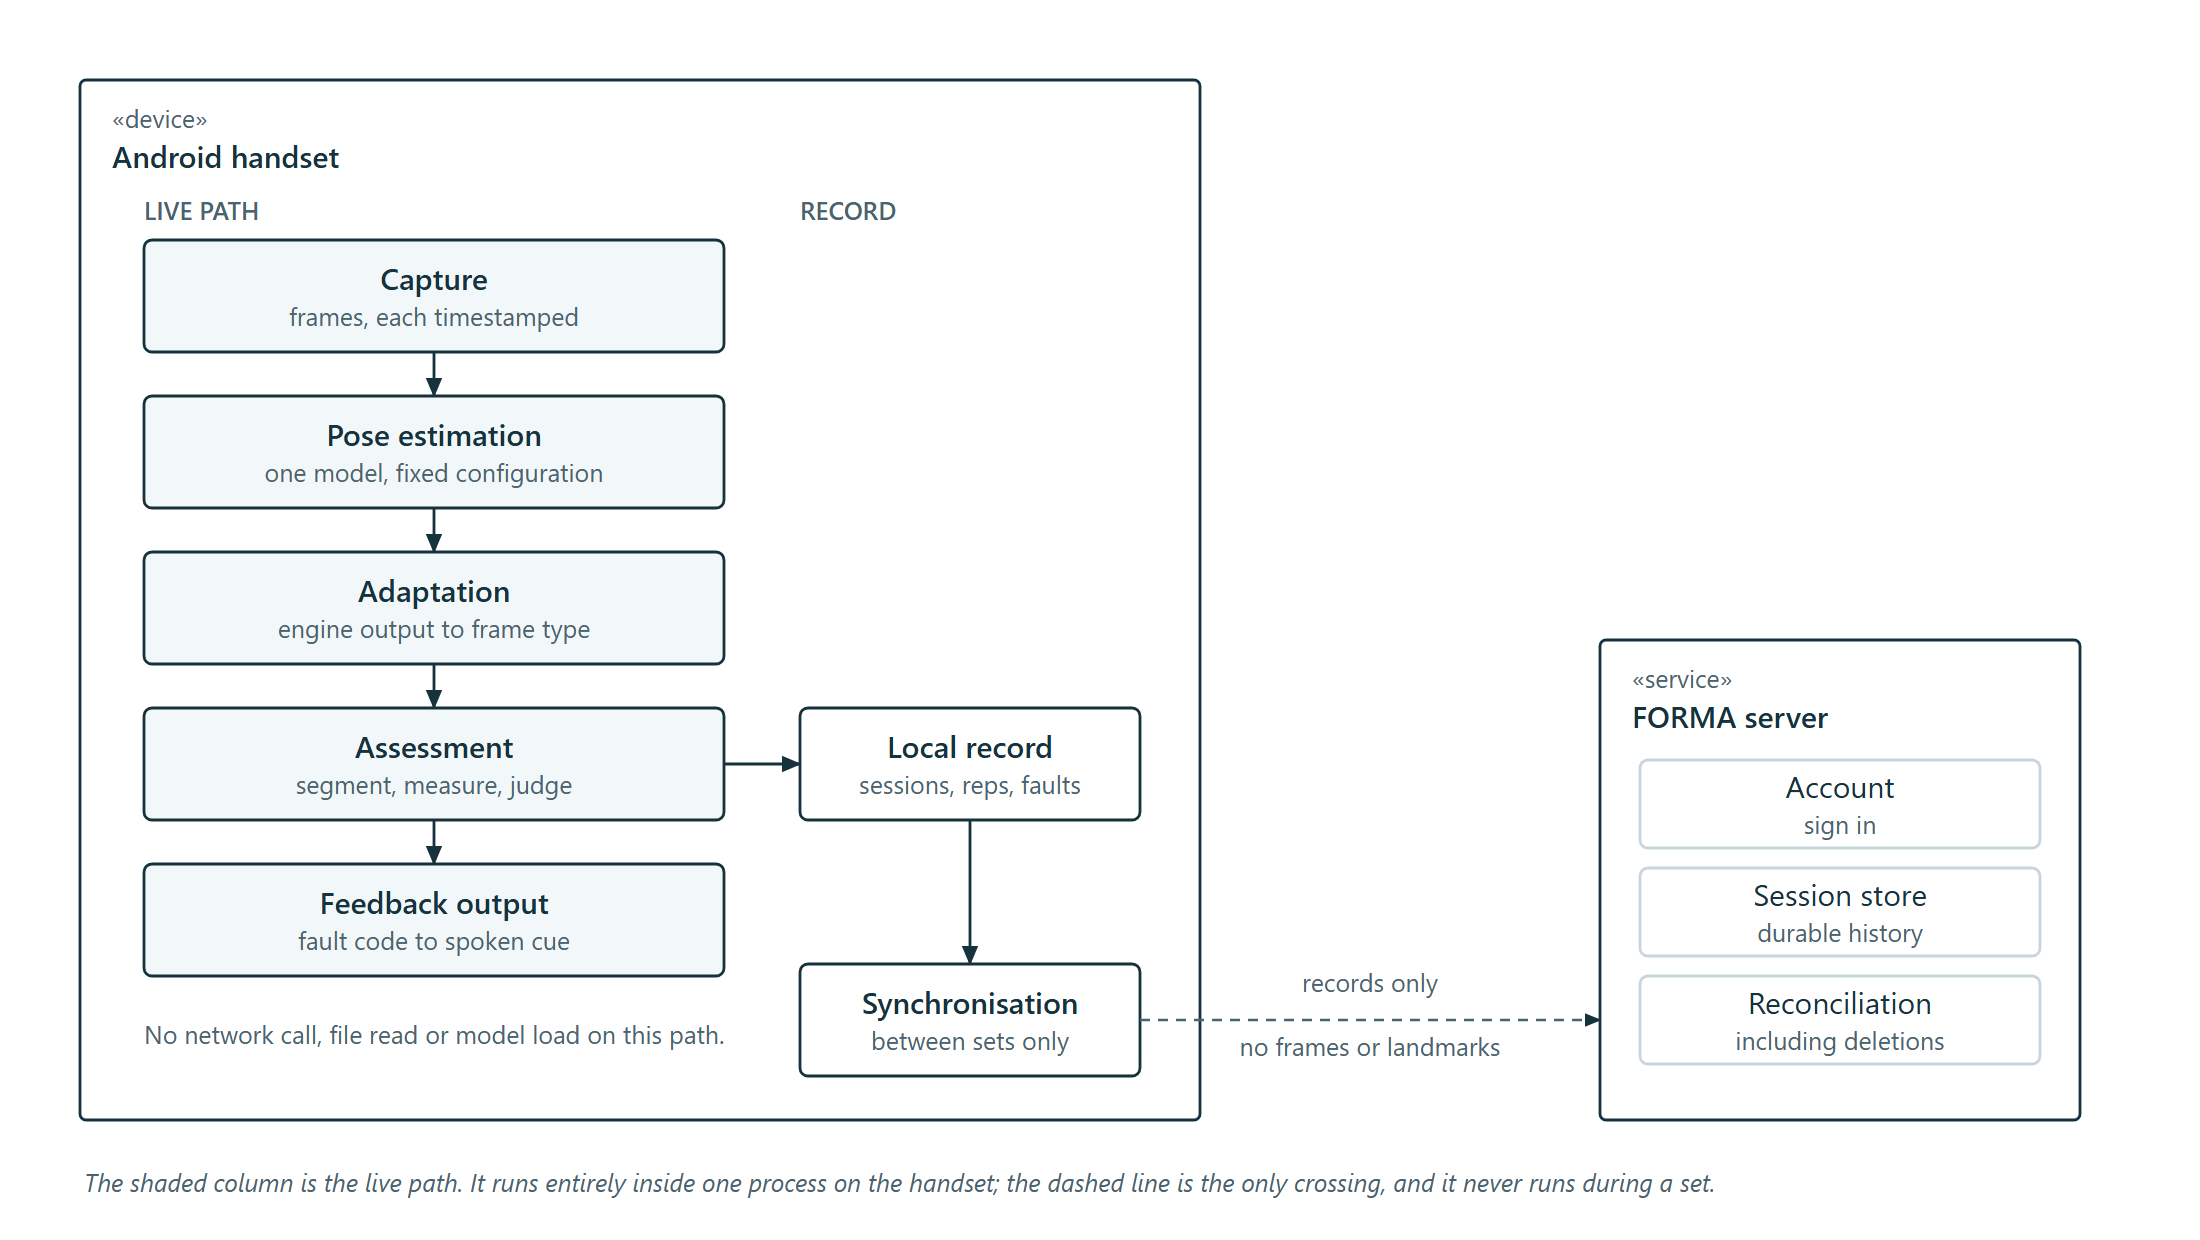 «device»
Android handset
LIVE PATH
RECORD
Capture
frames, each timestamped
Pose estimation
one model, fixed configuration
Adaptation
engine output to frame type
Assessment
segment, measure, judge
Feedback output
fault code to spoken cue
No network call, file read or model load on this path.
Local record
sessions, reps, faults
Synchronisation
between sets only
records only
no frames or landmarks
«service»
FORMA server
Account
sign in
Session store
durable history
Reconciliation
including deletions
The shaded column is the live path. It runs entirely inside one process on the handset; the dashed line is the only crossing, and it never runs during a set.